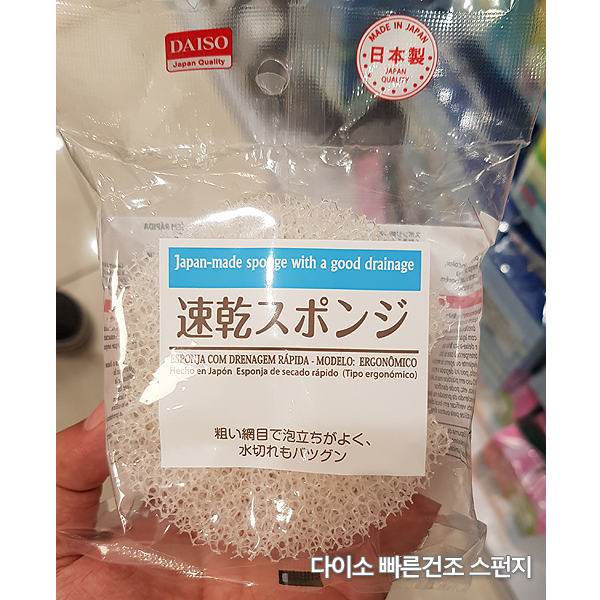 DAISO
Japan Quality
MADE IN JAPAN
日本製
JAPAN
QUALITY
Japan-made sponge with a good drainage
速乾スポンジ
ESPONJA COM DRENAGEM RÁPIDA - MODELO: ERGONÔMICO
Hecho en Japón Esponja de secado rápido (Tipo ergonómico)
粗い網目で泡立ちがよく、
水切れもバツグン
다이소 빠른건조 스펀지